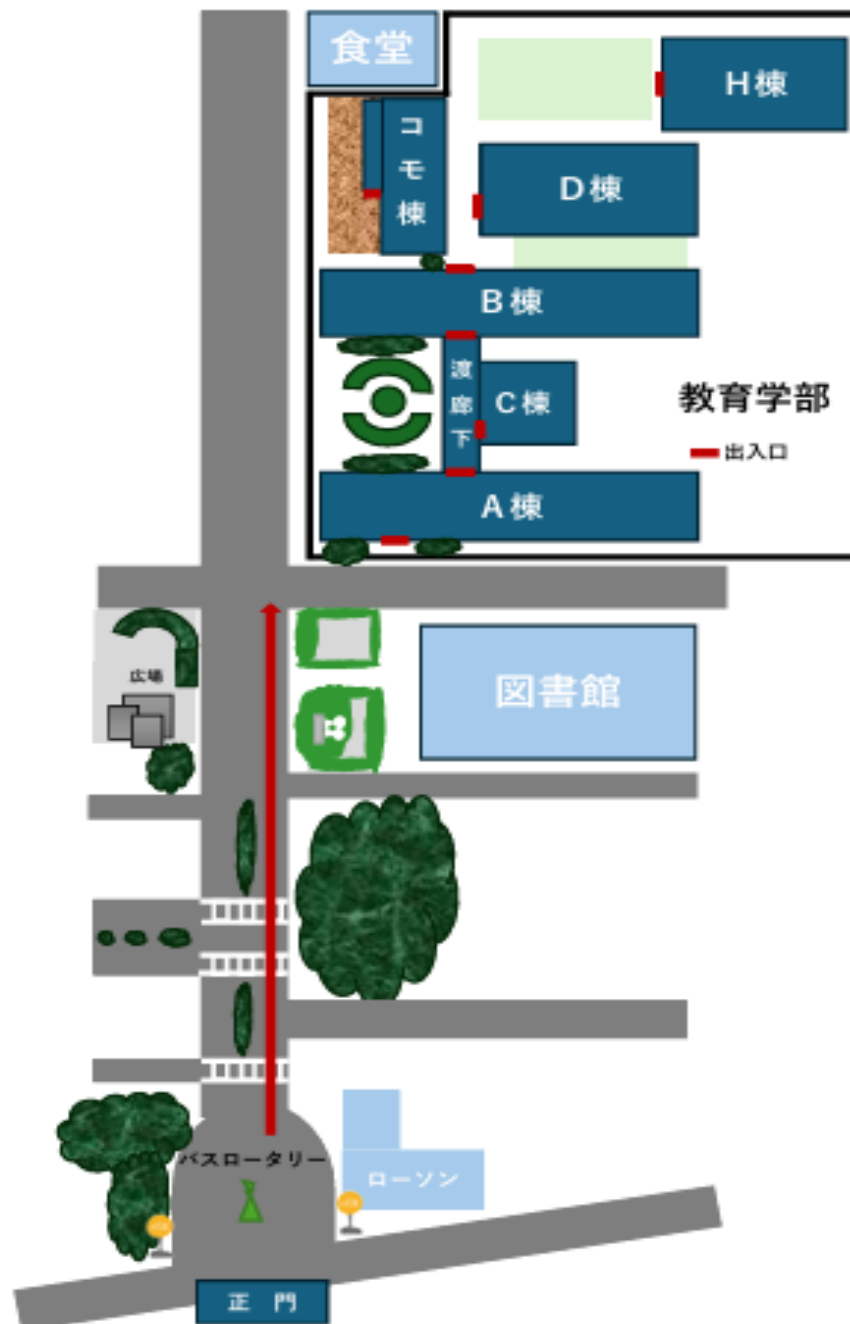 食堂
H棟
コモ棟
D棟
B棟
渡廊下
C棟
教育学部
出入口
A棟
広場
図書館
バスロータリー
ローソン
正 門